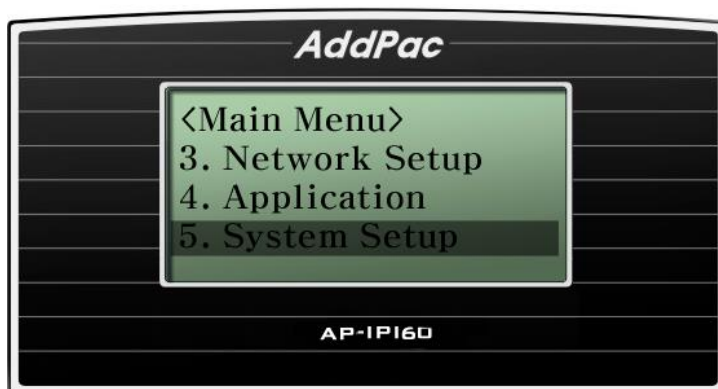 AddPac
<Main Menu>
3. Network Setup
4. Application
5. System Setup
AP-IP160